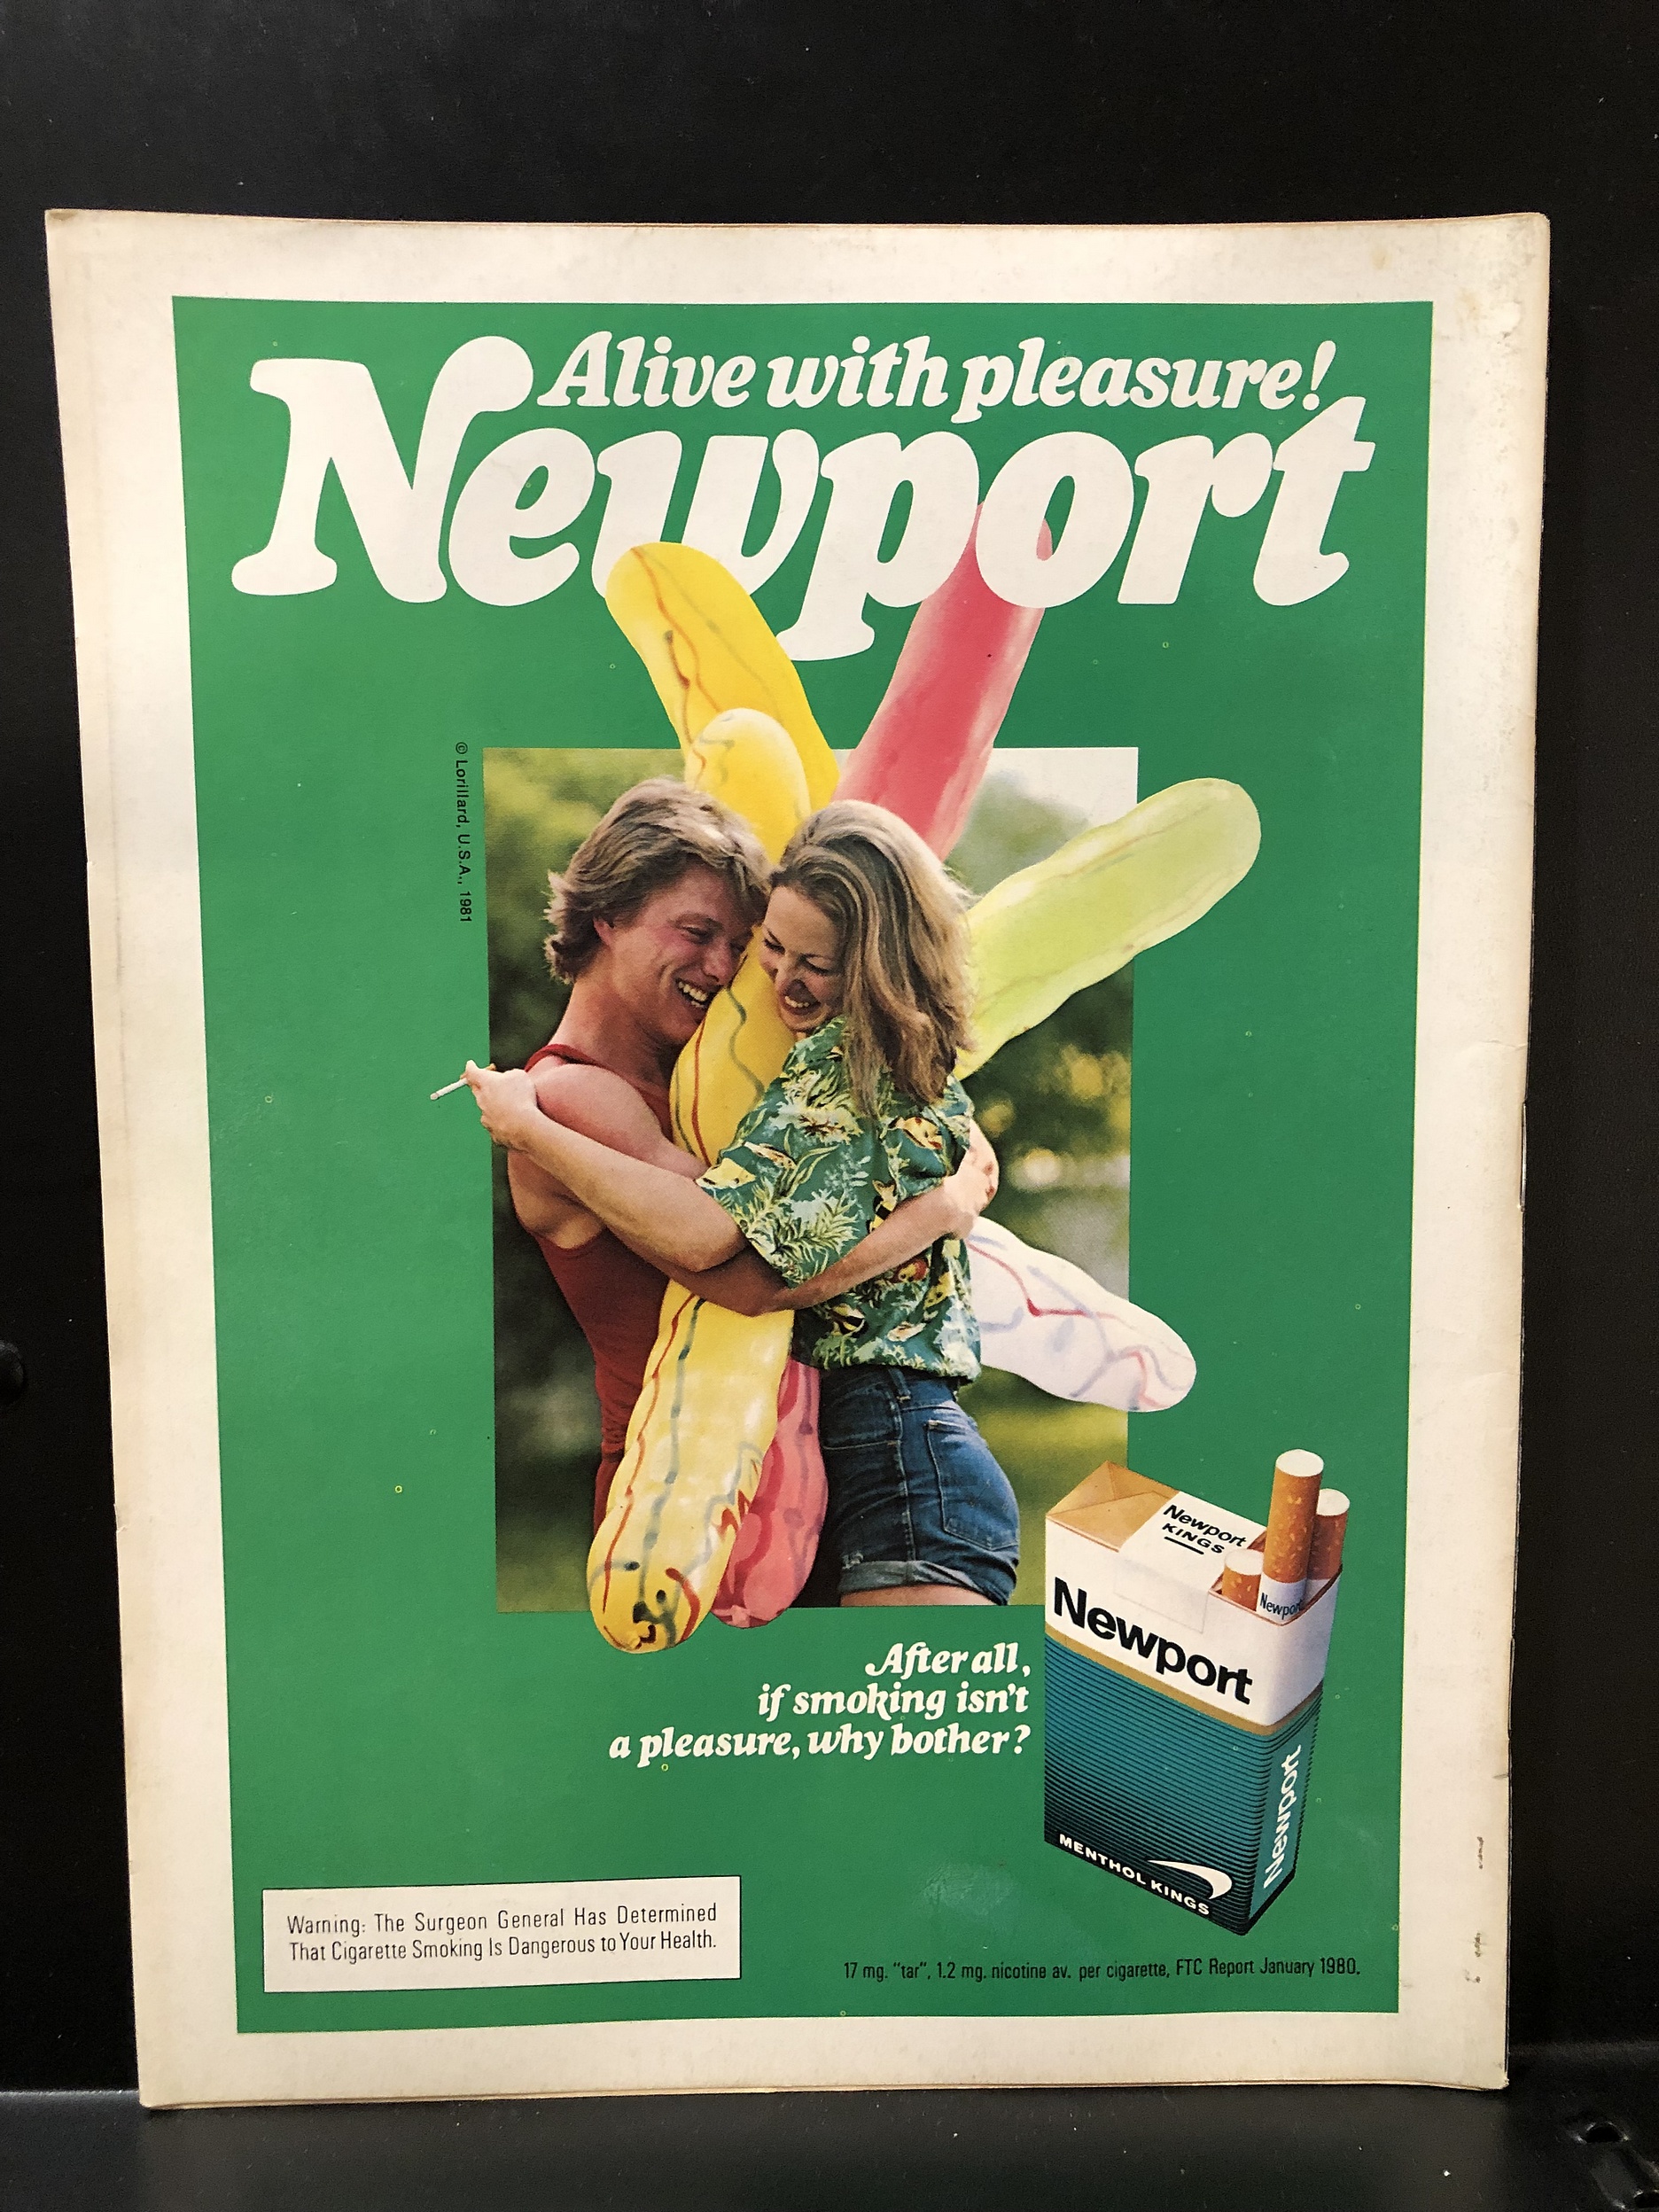 Alive with pleasure!
Newport
© Lorillard, U.S.A., 1981
Newport
KINGS
Newport
Newport
Newport
MENTHOL KINGS
After all,
if smoking isn't
a pleasure, why bother?
Warning: The Surgeon General Has Determined
That Cigarette Smoking Is Dangerous to Your Health.
17 mg. "tar", 1.2 mg. nicotine av. per cigarette, FTC Report January 1980.